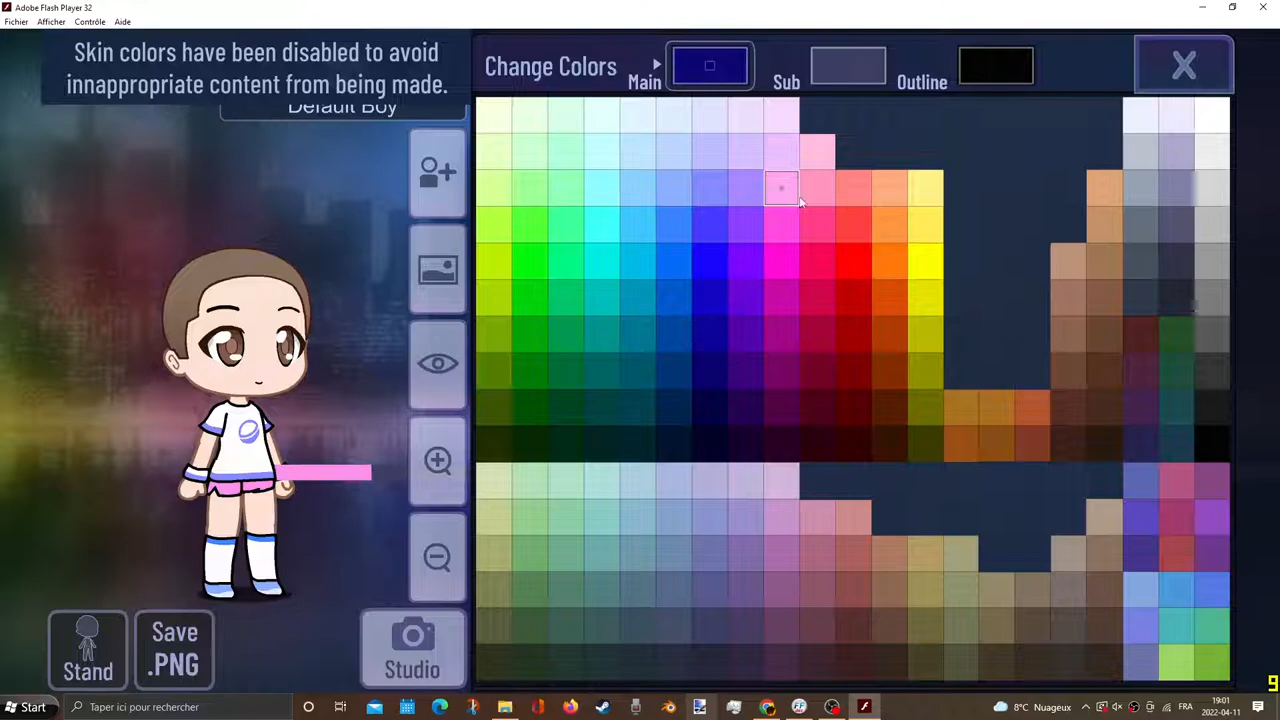 Adobe Flash Player 32
Fichier Afficher Contrôle Aide
Skin colors have been disabled to avoid
innappropriate content from being made.
Default Boy
Change Colors
Main
Sub
Outline
X
Stand
Save
.PNG
Studio
9
Start
Taper ici pour rechercher
8°C Nuageux
FRA
19:01
2022-04-11